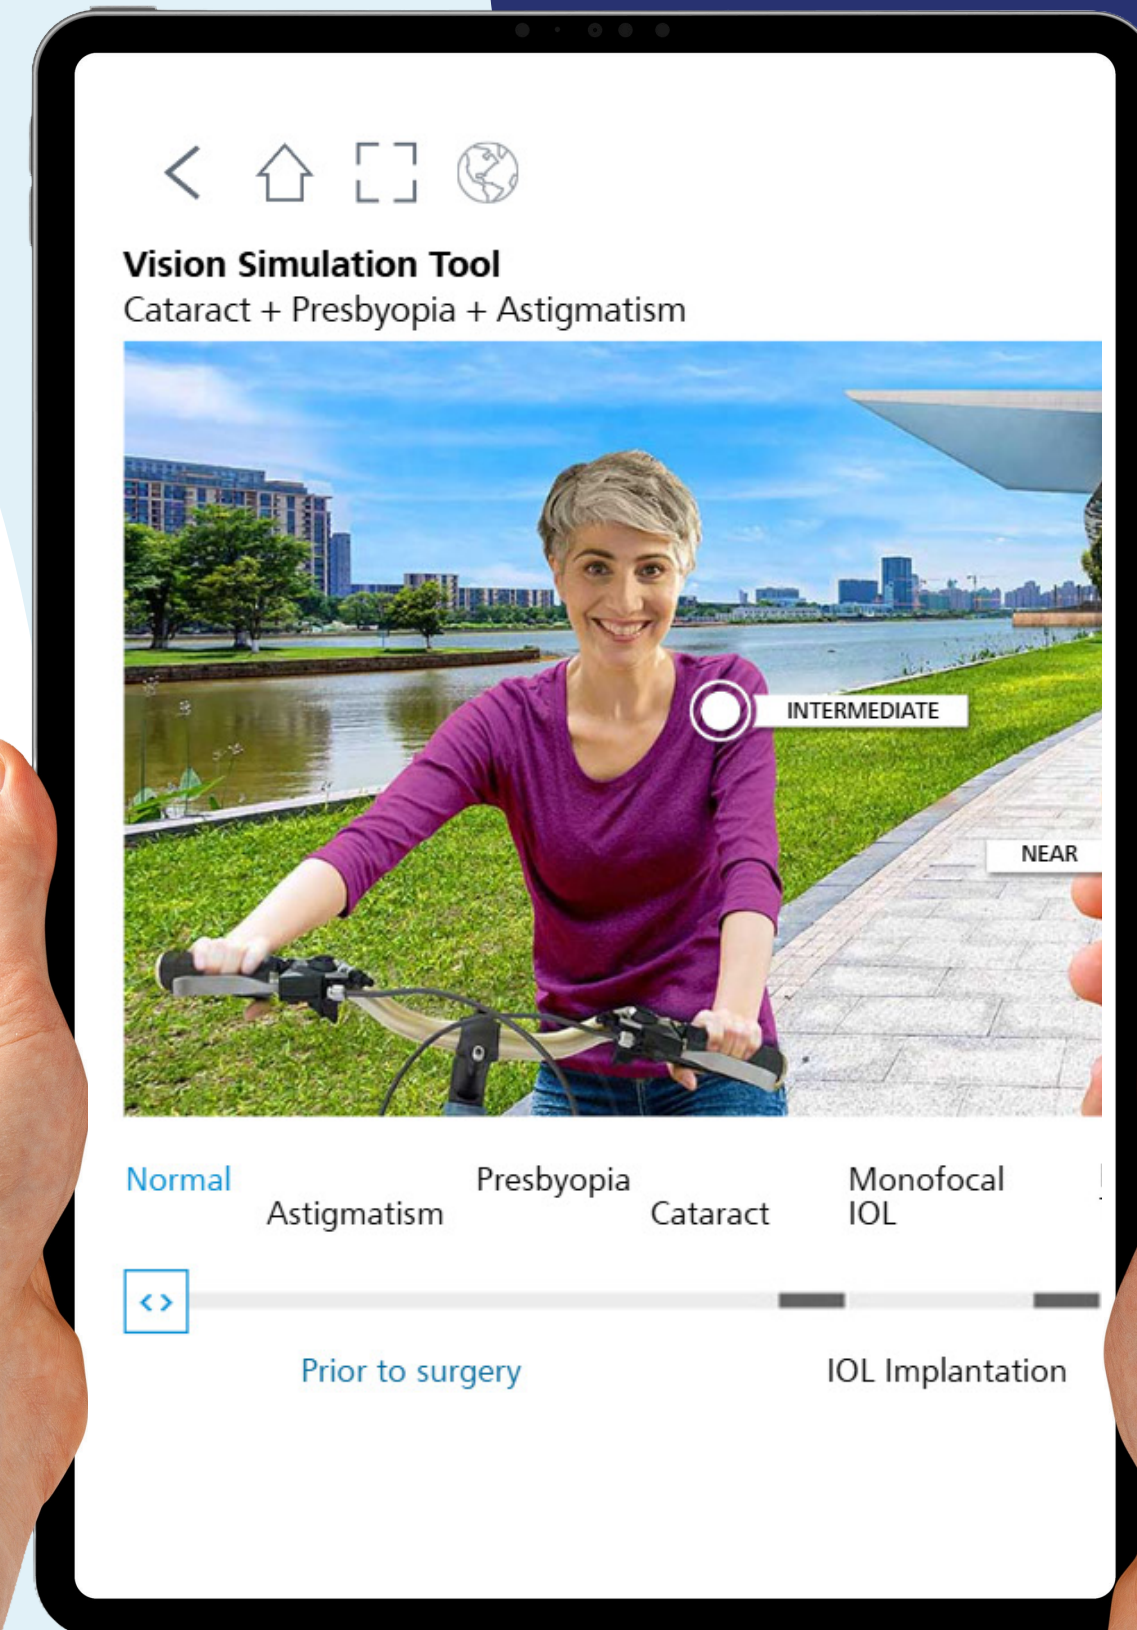 Vision Simulation Tool
Cataract + Presbyopia + Astigmatism
INTERMEDIATE
NEAR
Normal
Astigmatism
Presbyopia
Cataract
Monofocal
IOL
Prior to surgery
IOL Implantation